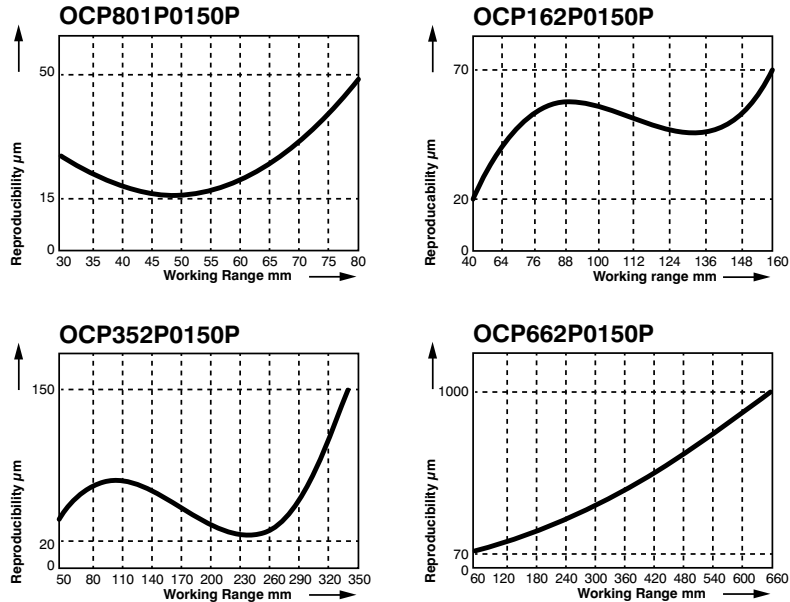 OCP801P0150P
Reproducibility µm
50
15
0
30 35 40 45 50 55 60 65 70 75 80
Working Range mm
OCP162P0150P
Reproducability µm
70
20
0
40 64 76 88 100 112 124 136 148 160
Working range mm
OCP352P0150P
Reproducibility µm
150
20
0
50 80 110 140 170 200 230 260 290 320 350
Working Range mm
OCP662P0150P
Reproducibility µm
1000
70
0
60 120 180 240 300 360 420 480 540 600 660
Working Range mm